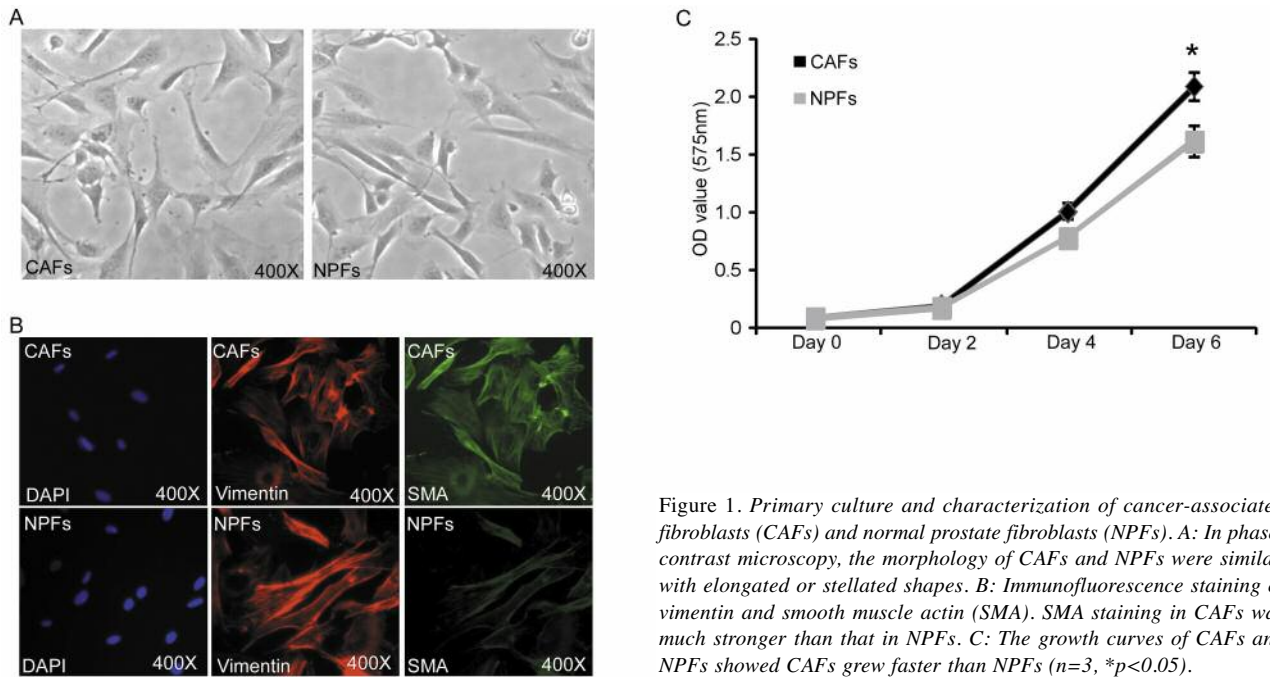 A
CAFs 400X
NPFs 400X
B
CAFs
DAPI 400X
CAFs
Vimentin 400X
CAFs
SMA 400X
NPFs
DAPI 400X
NPFs
Vimentin 400X
NPFs
SMA 400X
C
CAFs
NPFs
*
OD value (575nm)
2.5
2.0
1.5
1.0
0.5
0
Day 0 Day 2 Day 4 Day 6
Figure 1. Primary culture and characterization of cancer-associate
fibroblasts (CAFs) and normal prostate fibroblasts (NPFs). A: In phase
contrast microscopy, the morphology of CAFs and NPFs were simila
with elongated or stellated shapes. B: Immunofluorescence staining
vimentin and smooth muscle actin (SMA). SMA staining in CAFs wa
much stronger than that in NPFs. C: The growth curves of CAFs an
NPFs showed CAFs grew faster than NPFs (n=3, *p<0.05).